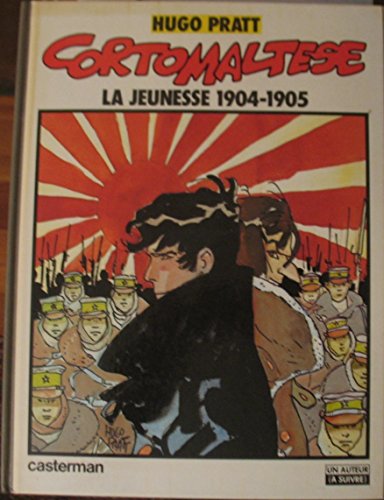 HUGO PRATT
CORTOMALTESE
LA JEUNESSE 1904-1905
HUGO
PRATT
casterman
UN AUTEUR
(A SUIVRE)